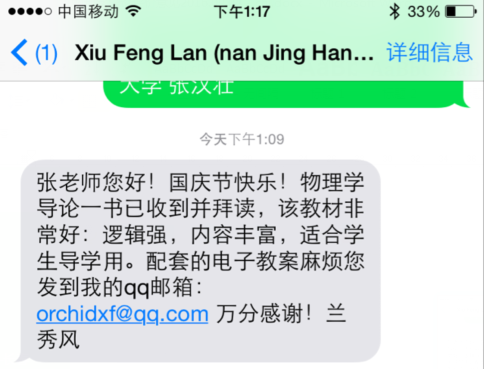 中国移动 下午1:17 33%
(1) Xiu Feng Lan (nan Jing Han... 详细信息
大学 张汉壮
今天下午1:09
张老师您好！国庆节快乐！物理学
导论一书已收到并拜读，该教材非
常好：逻辑强，内容丰富，适合学
生导学用。配套的电子教案麻烦您
发到我的qq邮箱：
orchidxf@qq.com 万分感谢！兰
秀风